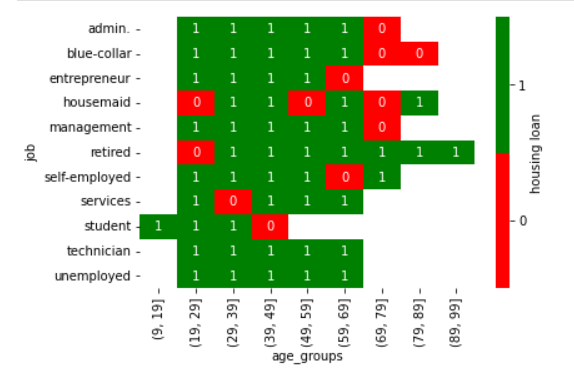 admin. 1 1 1 1 1 0
blue-collar 1 1 1 1 1 0 0
entrepreneur 1 1 1 1 0
housemaid 0 1 1 0 1 0 1
management 1 1 1 1 1 0
retired 0 1 1 1 1 1 1 1
self-employed 1 1 1 1 0 1
services 1 0 1 1 1
student 1 1 1 0
technician 1 1 1 1 1
unemployed 1 1 1 1 1
job
(9, 19] (19, 29] (29, 39] (39, 49] (49, 59] (59, 69] (69, 79] (79, 89] (89, 99]
age_groups
1
0
housing loan